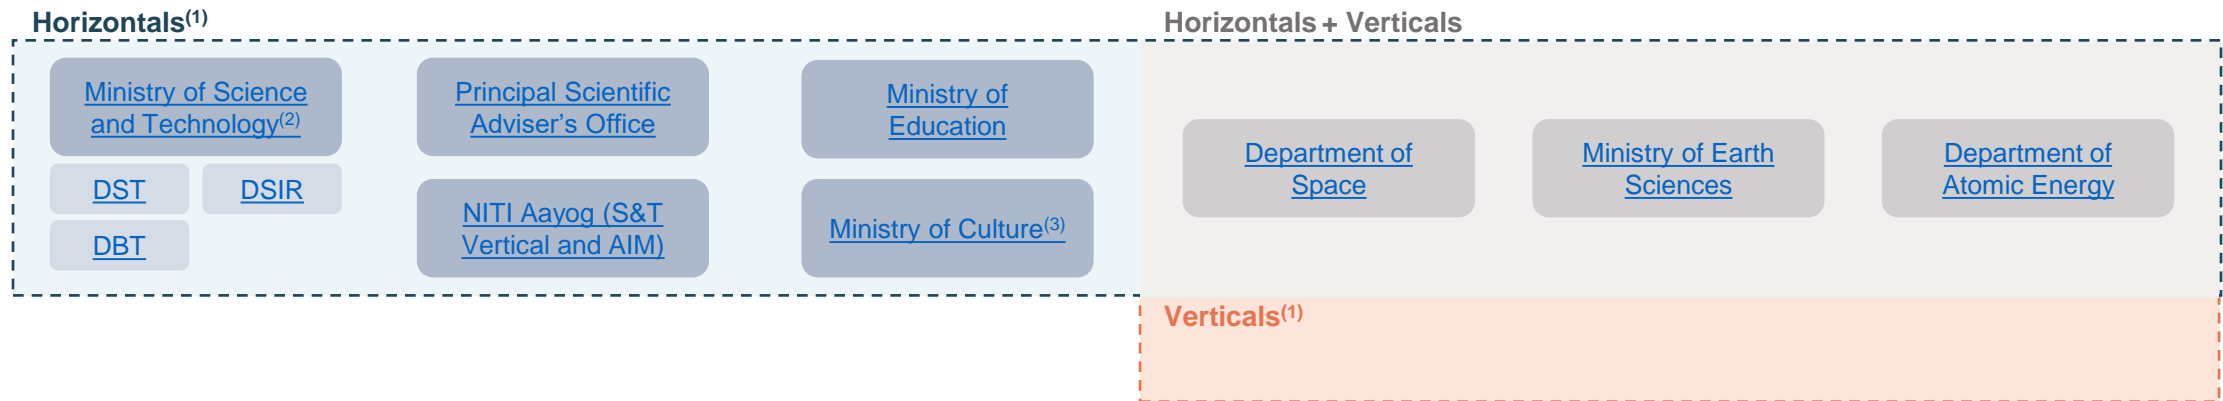 Horizontals(1)
Horizontals + Verticals
Ministry of Science
and Technology(2)
Principal Scientific
Adviser's Office
Ministry of
Education
DST
DSIR
DBT
NITI Aayog (S&T
Vertical and AIM)
Ministry of Culture(3)
Department of
Space
Ministry of Earth
Sciences
Department of
Atomic Energy
Verticals(1)